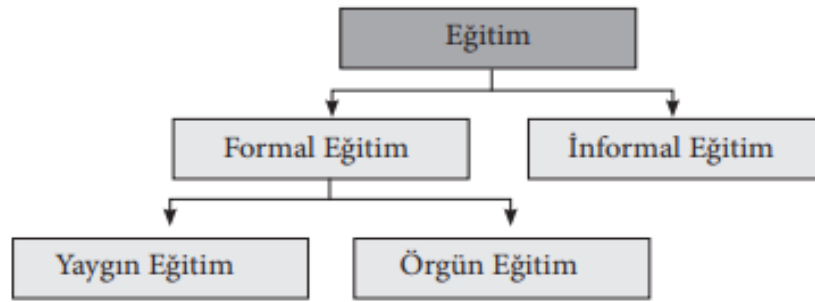 Eğitim
Formal Eğitim
İnformal Eğitim
Yaygın Eğitim
Örgün Eğitim